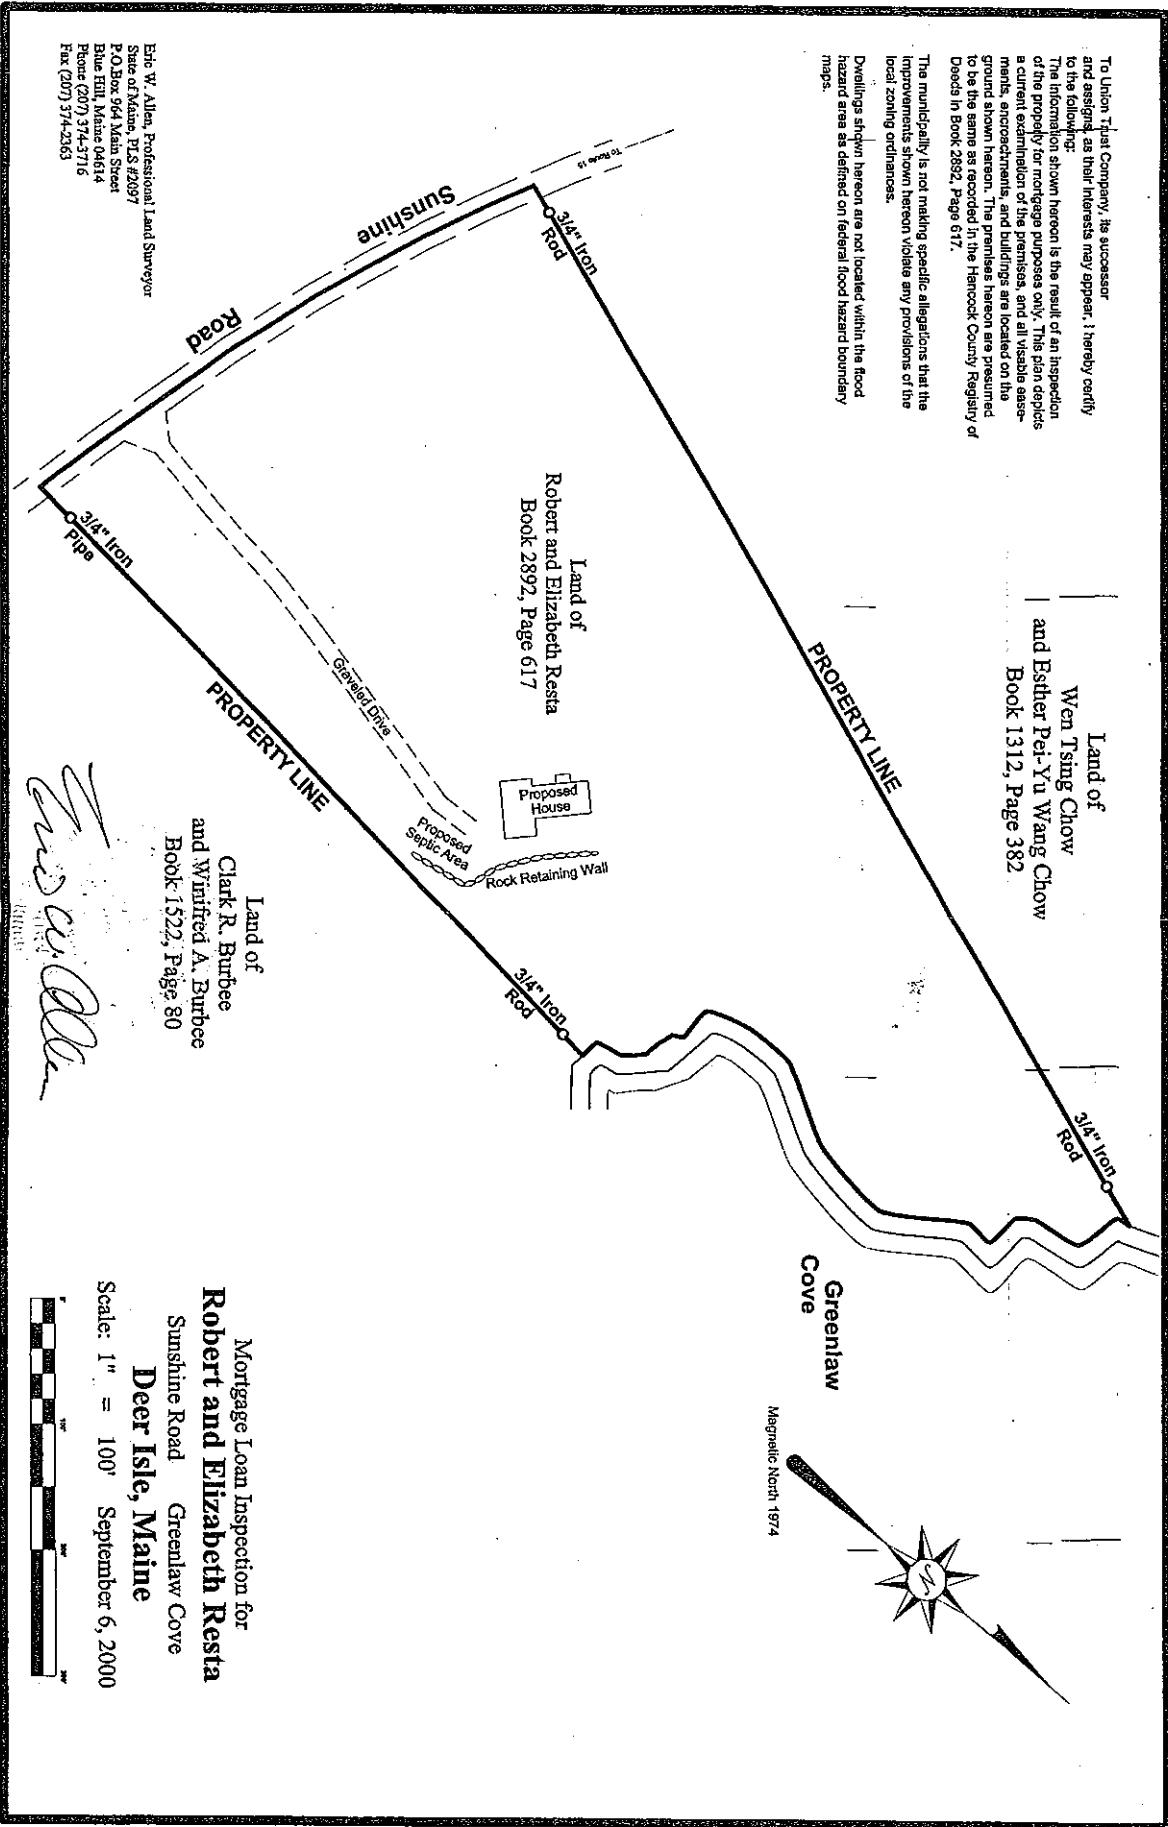 To Union Trust Company, its successor
and assigns, as their interests may appear, I hereby certify
to the following:
The information shown hereon is the result of an inspection
of the property for mortgage purposes only. This plan depicts
a current examination of the premises, and all visable ease-
ments, encroachments, and buildings are located on the
ground shown hereon. The premises hereon are presumed
to be the same as recorded in the Hancock County Registry of
Deeds in Book 2892, Page 617.
The municipality is not making specific allegations that the
improvements shown hereon violate any provisions of the
local zoning ordinances.
Dwellings shown hereon are not located within the flood
hazard area as defined on federal flood hazard boundary
maps.
Land of
Wen Tsing Chow
and Esther Pei-Yu Wang Chow
Book 1312, Page 382
3/4" Iron
Rod
PROPERTY LINE
3/4" Iron
Rod
To Route 15
Sunshine
Road
Land of
Robert and Elizabeth Resta
Book 2892, Page 617
Proposed
House
Graveled Drive
Proposed
Septic Area
Rock Retaining Wall
3/4" Iron
Pipe
PROPERTY LINE
3/4" Iron
Rod
Greenlaw
Cove
Magnetic North 1974
N
Land of
Clark R. Burbee
and Winifred A. Burbee
Book 1522, Page 80
Eric W. Allen, Professional Land Surveyor
State of Maine, PLS #2097
P.O.Box 964 Main Street
Blue Hill, Maine 04614
Phone (207) 374-3716
Fax (207) 374-2363
Eric W Allen
Mortgage Loan Inspection for
Robert and Elizabeth Resta
Sunshine Road Greenlaw Cove
Deer Isle, Maine
Scale: 1" = 100' September 6, 2000